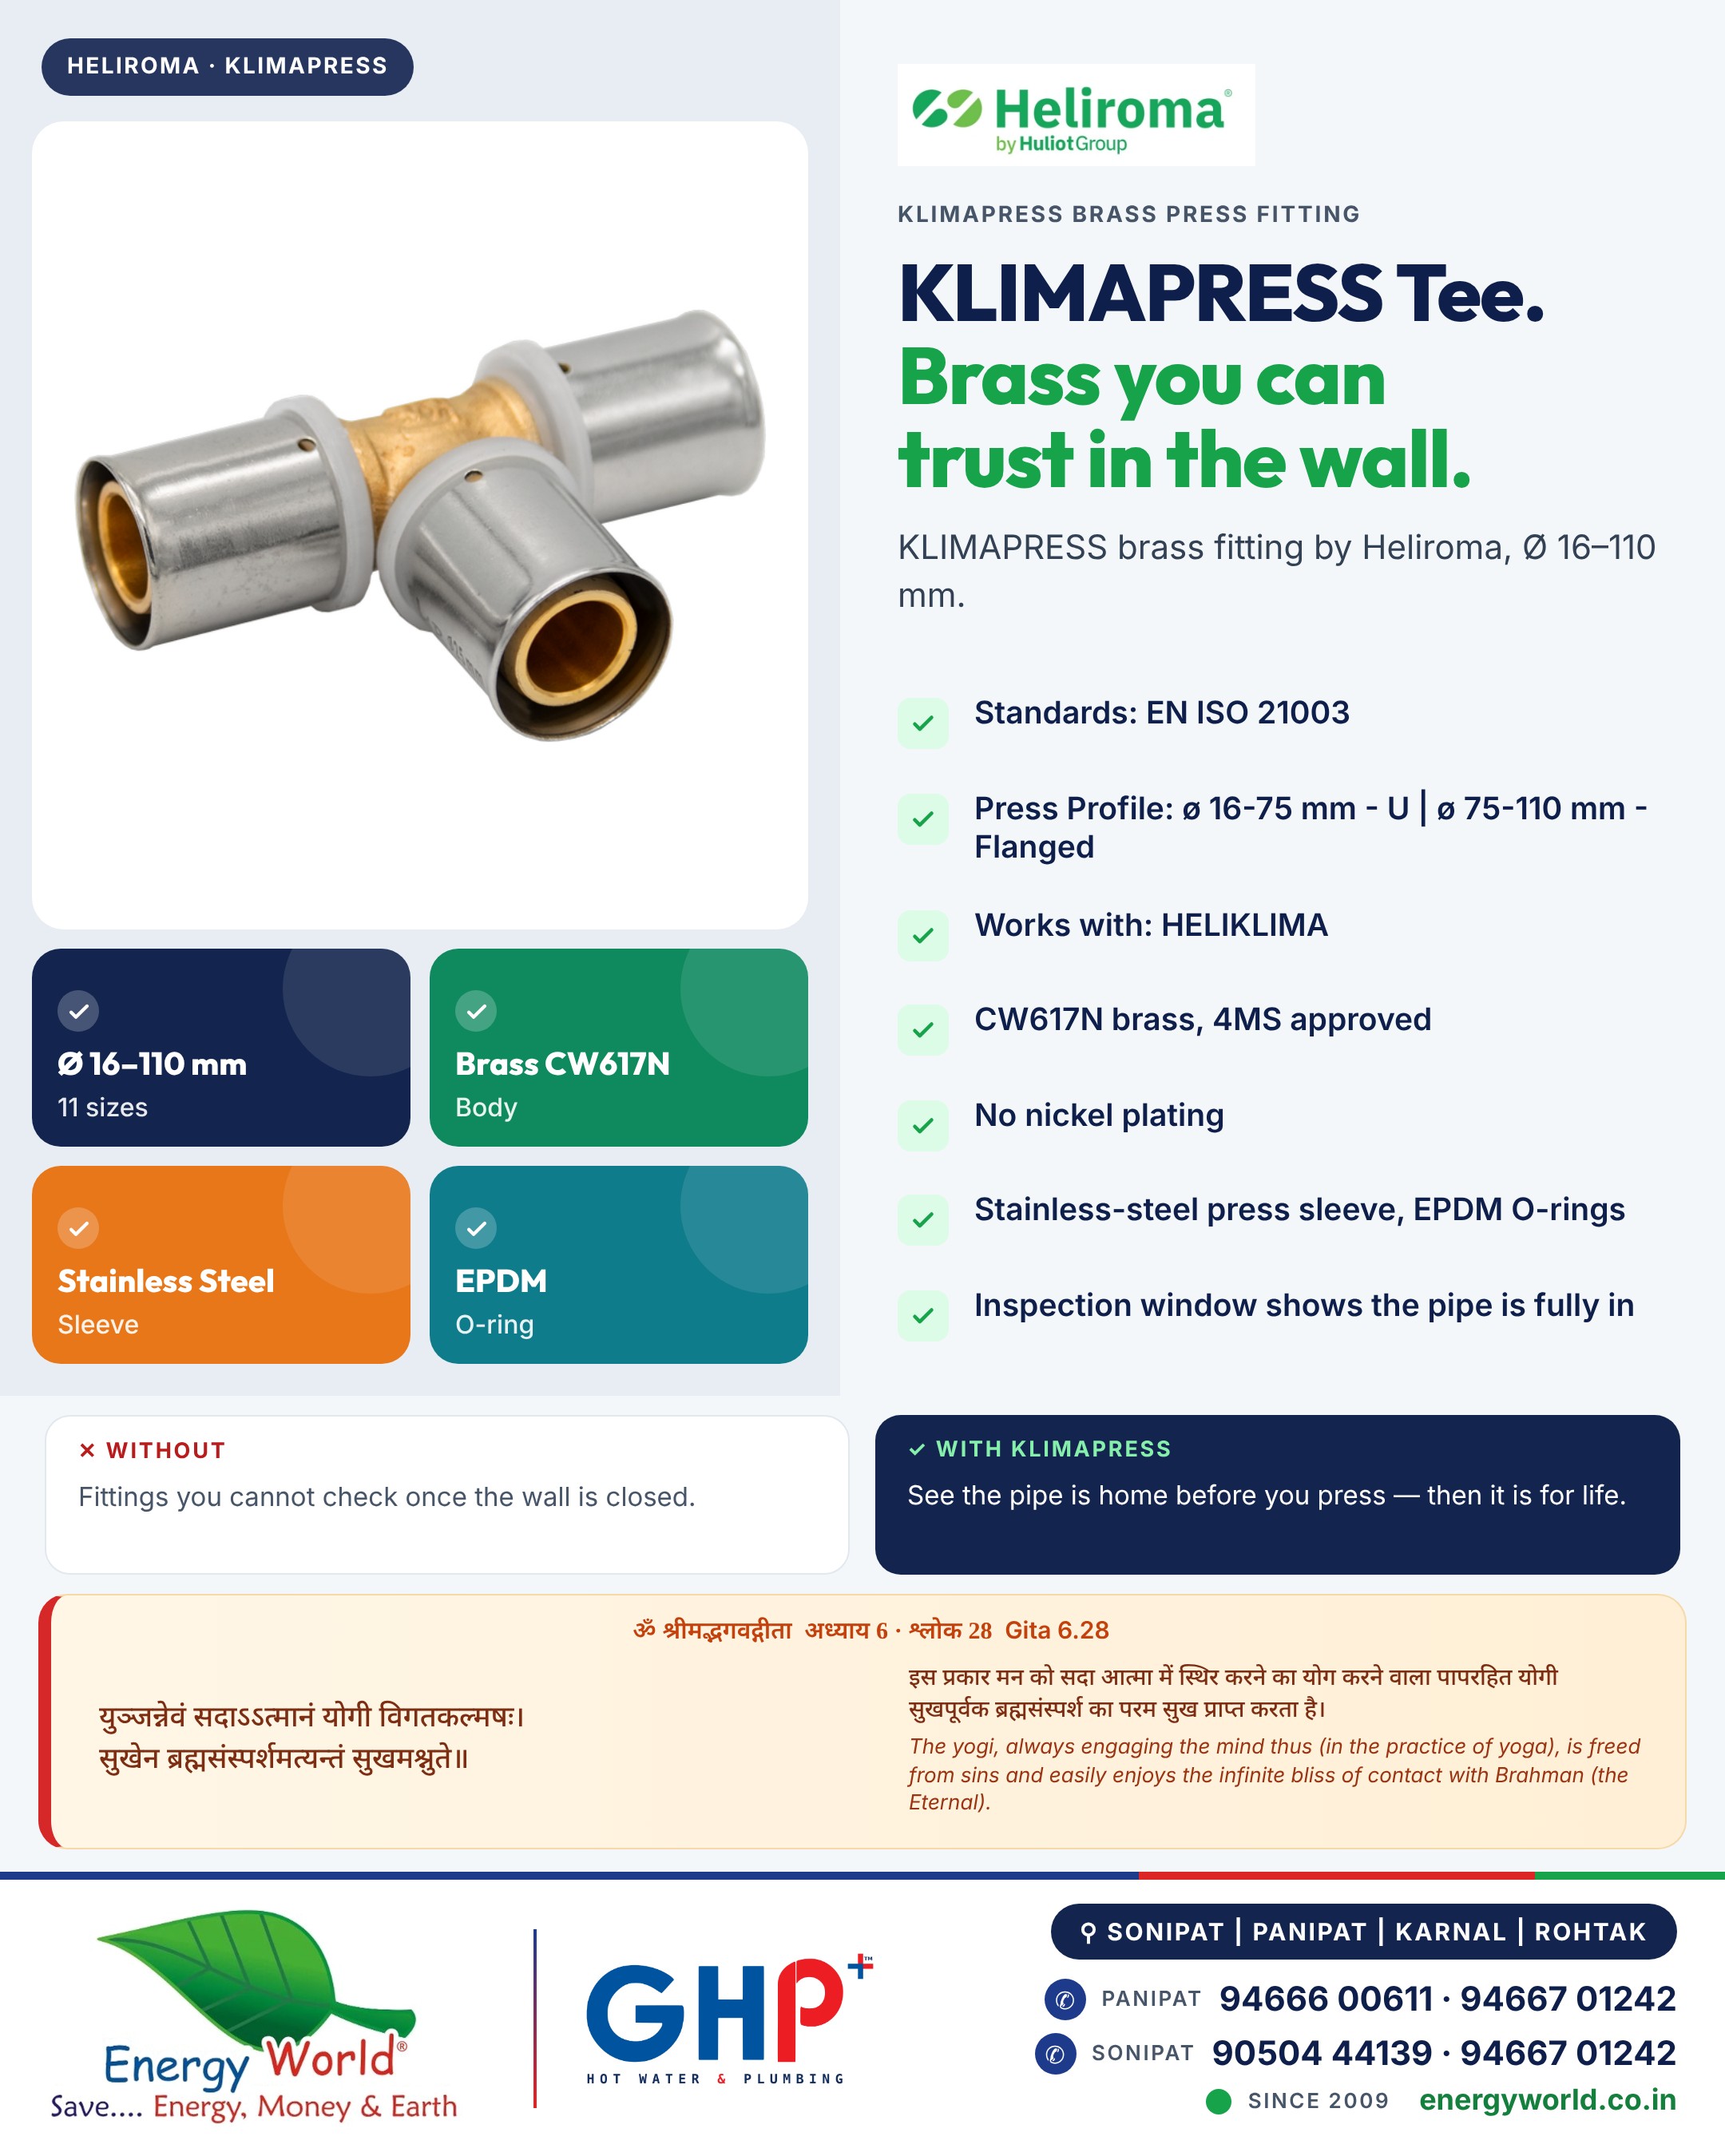 HELIROMA · KLIMAPRESS
Heliroma®
by HuliotGroup
KLIMAPRESS BRASS PRESS FITTING
KLIMAPRESS Tee.
Brass you can
trust in the wall.
KLIMAPRESS brass fitting by Heliroma, Ø 16–110
mm.
Standards: EN ISO 21003
Press Profile: ø 16-75 mm - U | ø 75-110 mm -
Flanged
Works with: HELIKLIMA
CW617N brass, 4MS approved
No nickel plating
Stainless-steel press sleeve, EPDM O-rings
Inspection window shows the pipe is fully in
Ø 16–110 mm
11 sizes
Brass CW617N
Body
Stainless Steel
Sleeve
EPDM
O-ring
✕ WITHOUT
Fittings you cannot check once the wall is closed.
✓ WITH KLIMAPRESS
See the pipe is home before you press — then it is for life.
ॐ श्रीमद्भगवद्गीता अध्याय 6 · श्लोक 28 Gita 6.28
युञ्जन्नेवं सदाऽऽत्मानं योगी विगतकल्मषः।
सुखेन ब्रह्मसंस्पर्शमत्यन्तं सुखमश्नुते॥
इस प्रकार मन को सदा आत्मा में स्थिर करने का योग करने वाला पापरहित योगी
सुखपूर्वक ब्रह्मसंस्पर्श का परम सुख प्राप्त करता है।
The yogi, always engaging the mind thus (in the practice of yoga), is freed
from sins and easily enjoys the infinite bliss of contact with Brahman (the
Eternal).
Energy World®
Save.... Energy, Money & Earth
GHP+™
HOT WATER & PLUMBING
SONIPAT | PANIPAT | KARNAL | ROHTAK
PANIPAT 94666 00611 · 94667 01242
SONIPAT 90504 44139 · 94667 01242
SINCE 2009 energyworld.co.in